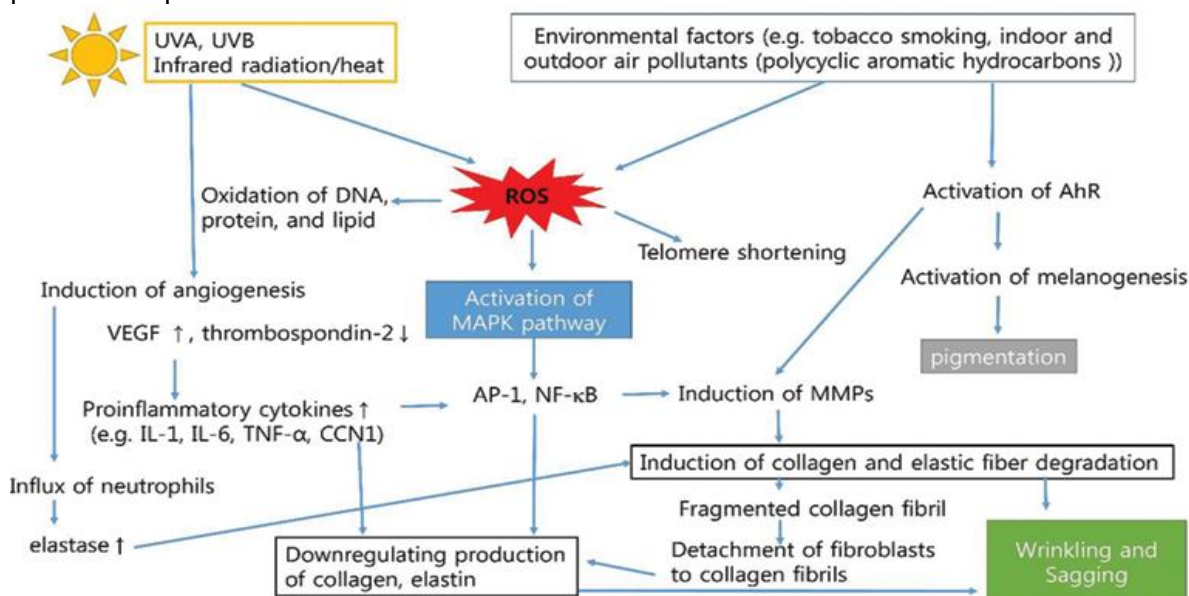 UVA, UVB
Infrared radiation/heat
Environmental factors (e.g. tobacco smoking, indoor and
outdoor air pollutants (polycyclic aromatic hydrocarbons ))
ROS
Oxidation of DNA,
protein, and lipid
Activation of AhR
Telomere shortening
Induction of angiogenesis
Activation of melanogenesis
Activation of
MAPK pathway
VEGF ↑, thrombospondin-2↓
pigmentation
Proinflammatory cytokines ↑
(e.g. IL-1, IL-6, TNF-α, CCN1)
AP-1, NF-κB
Induction of MMPs
Induction of collagen and elastic fiber degradation
Influx of neutrophils
Fragmented collagen fibril
elastase ↑
Downregulating production
of collagen, elastin
Detachment of fibroblasts
to collagen fibrils
Wrinkling and
Sagging